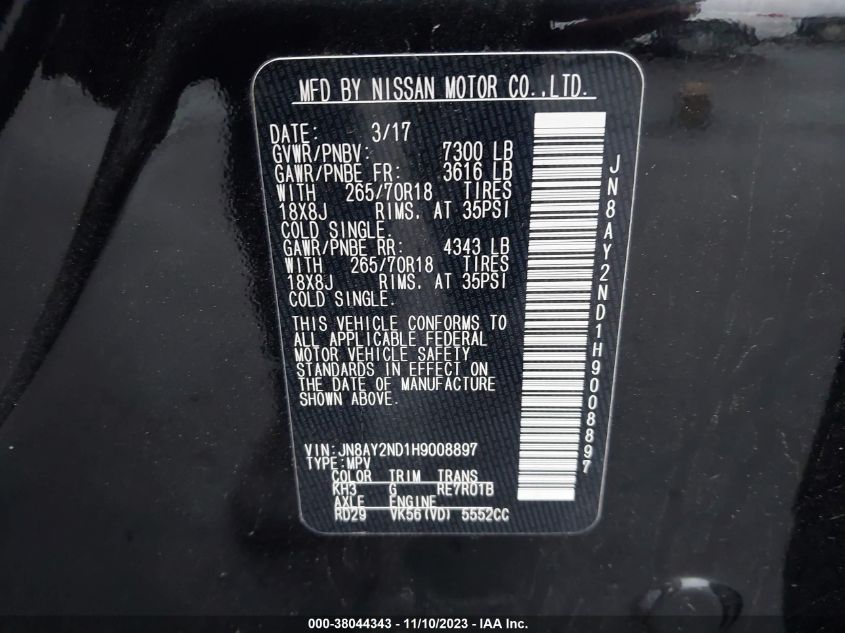 MFD BY NISSAN MOTOR CO.,LTD.
DATE: 3/17
GVWR/PNBV: 7300 LB
GAWR/PNBE FR: 3616 LB
WITH 265/70R18 TIRES
18X8J RIMS. AT 35PSI
COLD SINGLE.
GAWR/PNBE RR: 4343 LB
WITH 265/70R18 TIRES
18X8J RIMS. AT 35PSI
COLD SINGLE.
THIS VEHICLE CONFORMS TO
ALL APPLICABLE FEDERAL
MOTOR VEHICLE SAFETY
STANDARDS IN EFFECT ON
THE DATE OF MANUFACTURE
SHOWN ABOVE.
VIN:JN8AY2ND1H9008897
TYPE:MPV
COLOR TRIM TRANS
KH3 G RE7R01B
AXLE ENGINE
RD29 VK56(VD) 5552CC
JN8AY2ND1H9008897
000-38044343 - 11/10/2023 - IAA Inc.